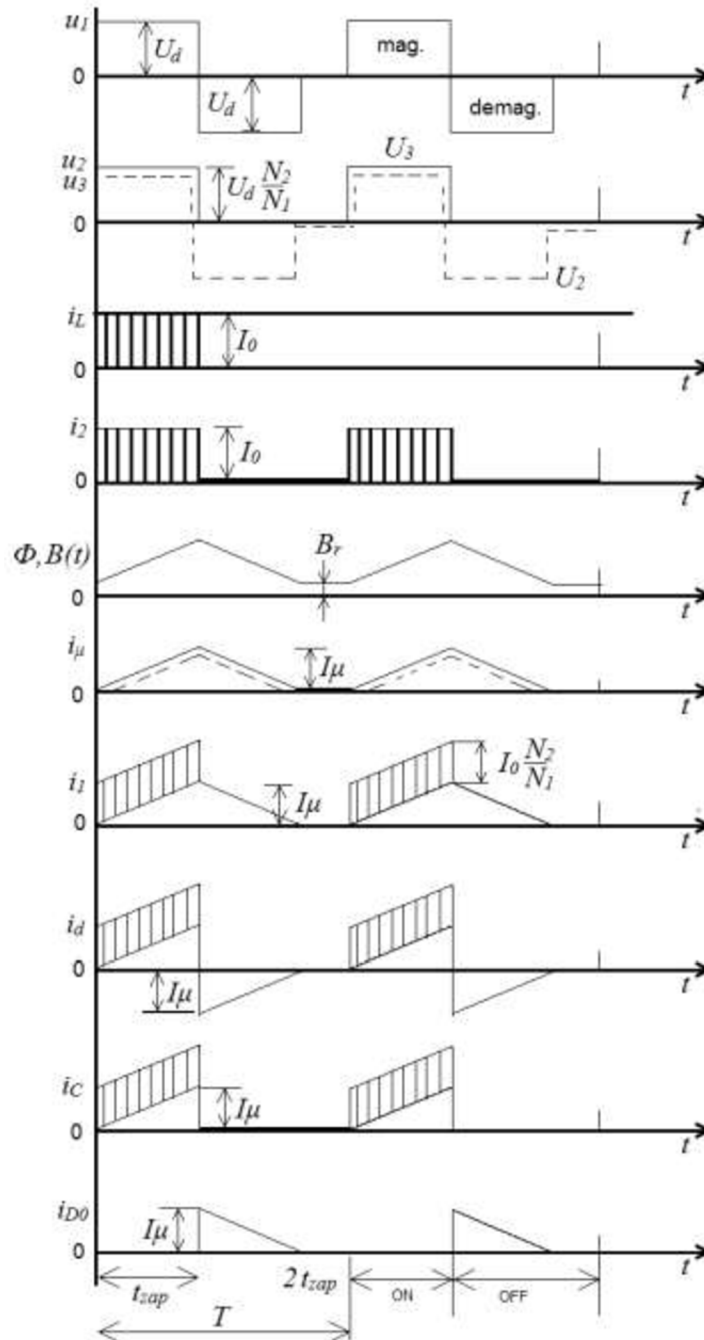 u1
Ud
mag.
0
t
Ud
demag.
u2
u3
Ud N2/N1
U3
0
t
U2
iL
I0
0
t
i2
I0
0
t
Φ, B(t)
Br
0
t
iμ
Iμ
0
t
i1
Iμ
I0 N2/N1
0
t
id
0
t
Iμ
iC
Iμ
0
t
iD0
Iμ
0
t
tzap
2 tzap
ON
OFF
T